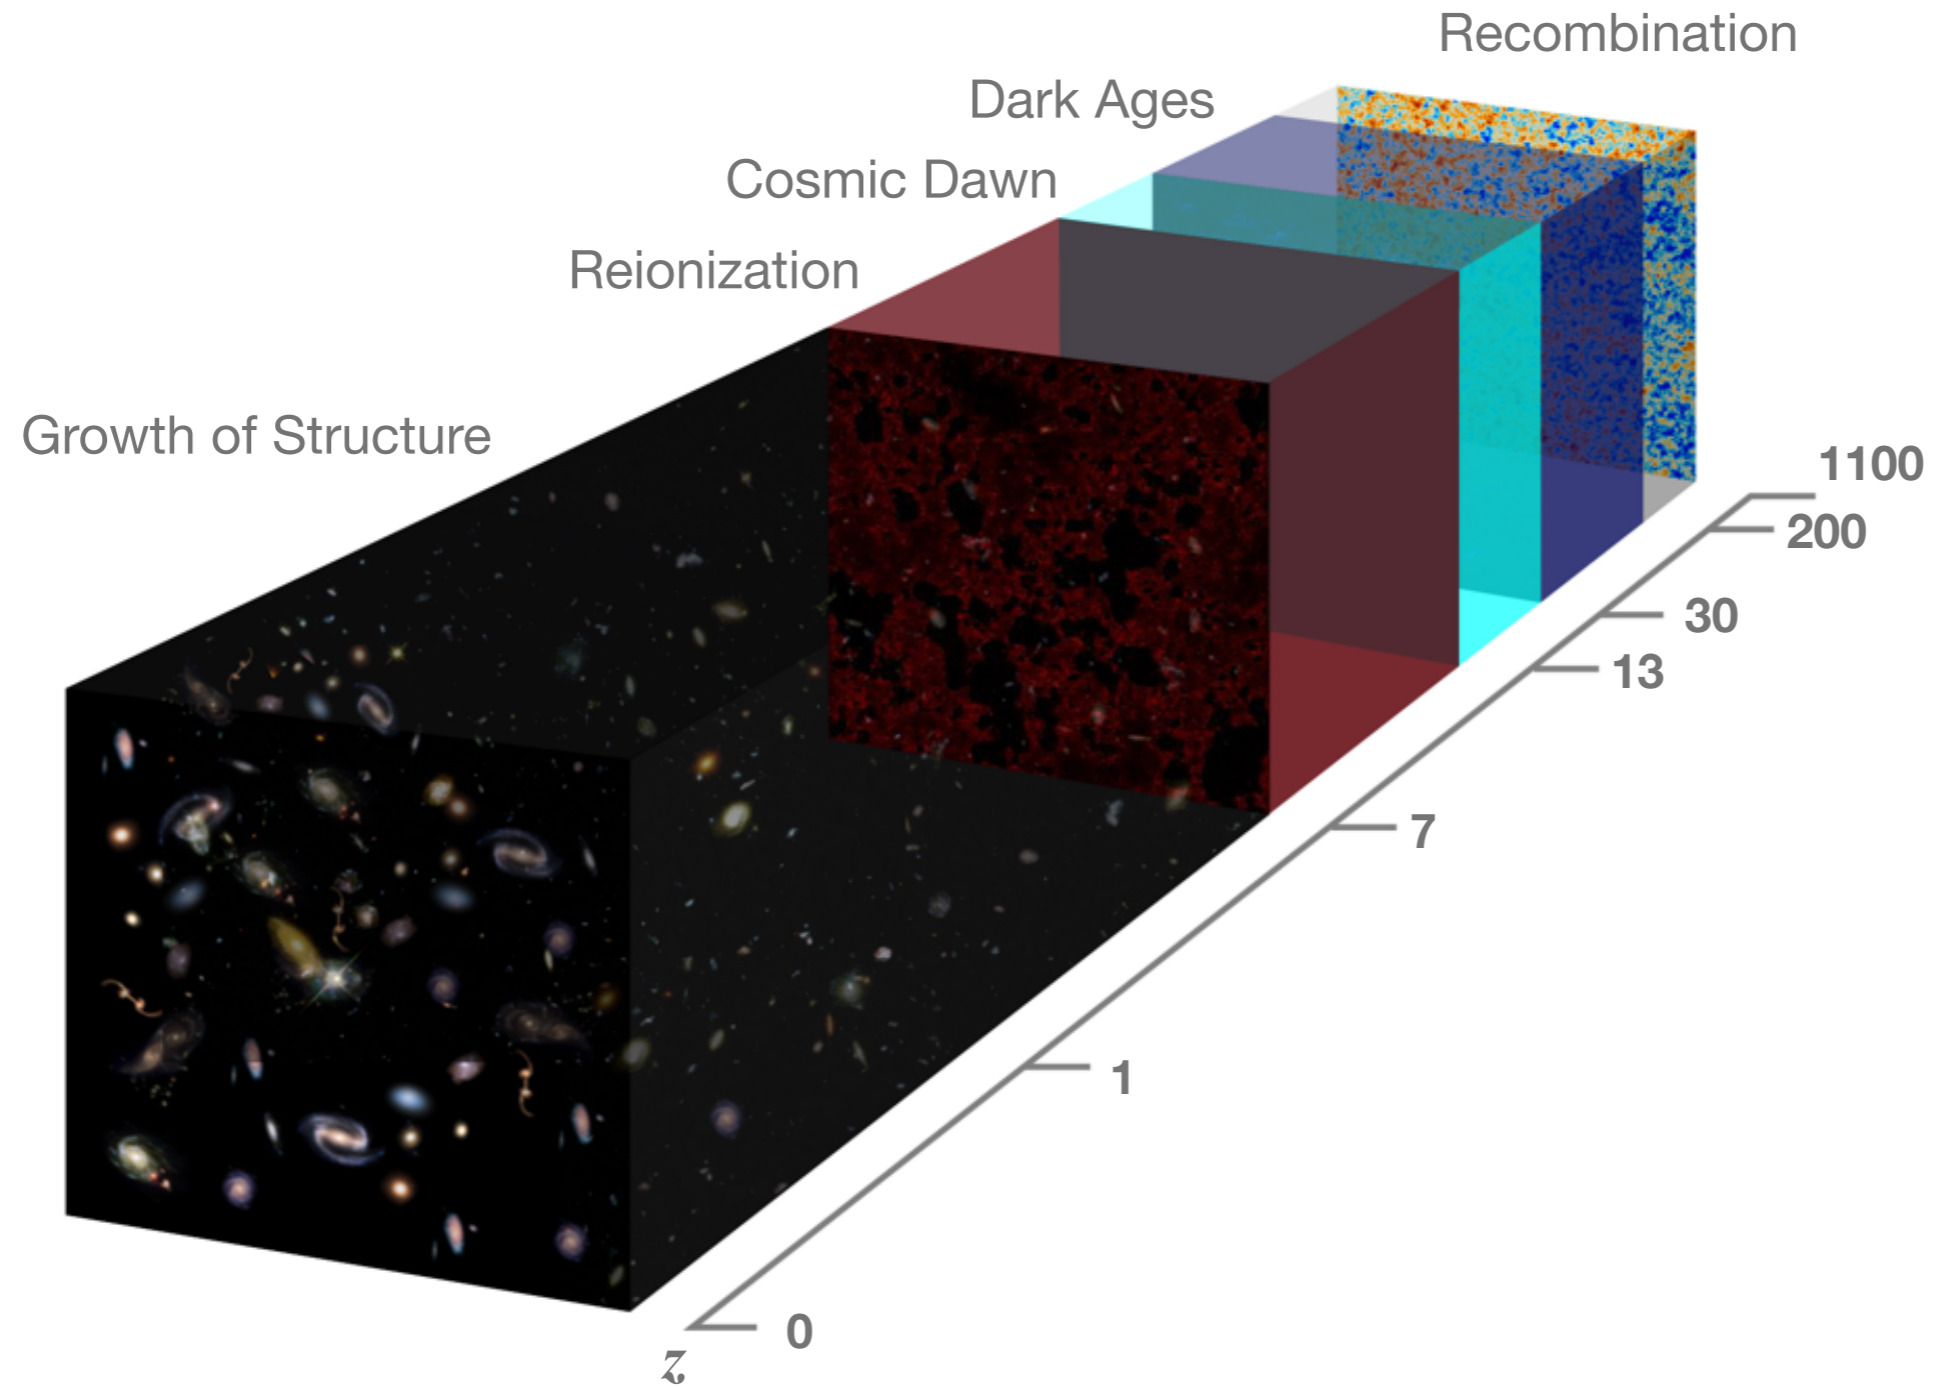 Recombination
Dark Ages
Cosmic Dawn
Reionization
Growth of Structure
1100
200
30
13
7
1
0
z